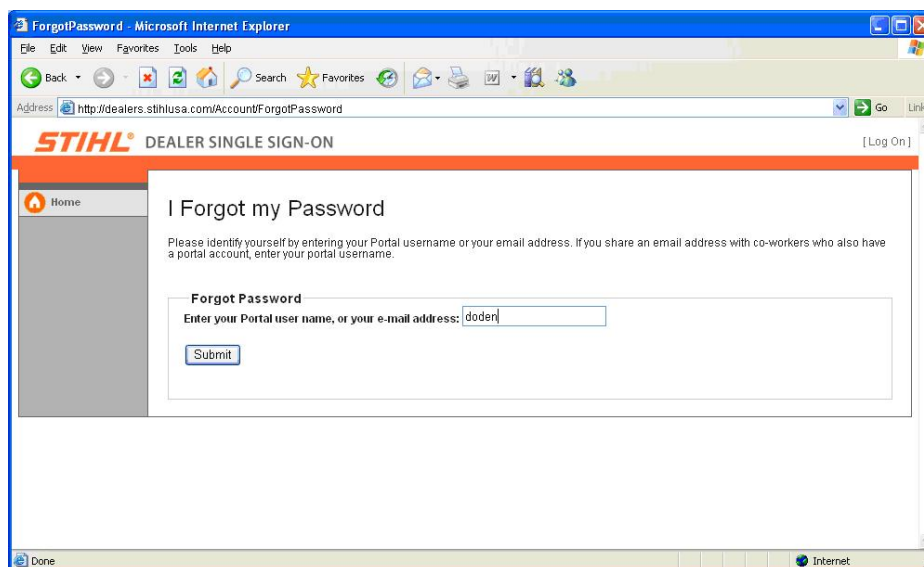 ForgotPassword - Microsoft Internet Explorer
File Edit View Favorites Tools Help
Back Search Favorites W
Address http://dealers.stihlusa.com/Account/ForgotPassword Go Link
STIHL® DEALER SINGLE SIGN-ON [ Log On ]
Home
I Forgot my Password
Please identify yourself by entering your Portal username or your email address. If you share an email address with co-workers who also have
a portal account, enter your portal username.
Forgot Password
Enter your Portal user name, or your e-mail address: doden
Submit
Done Internet